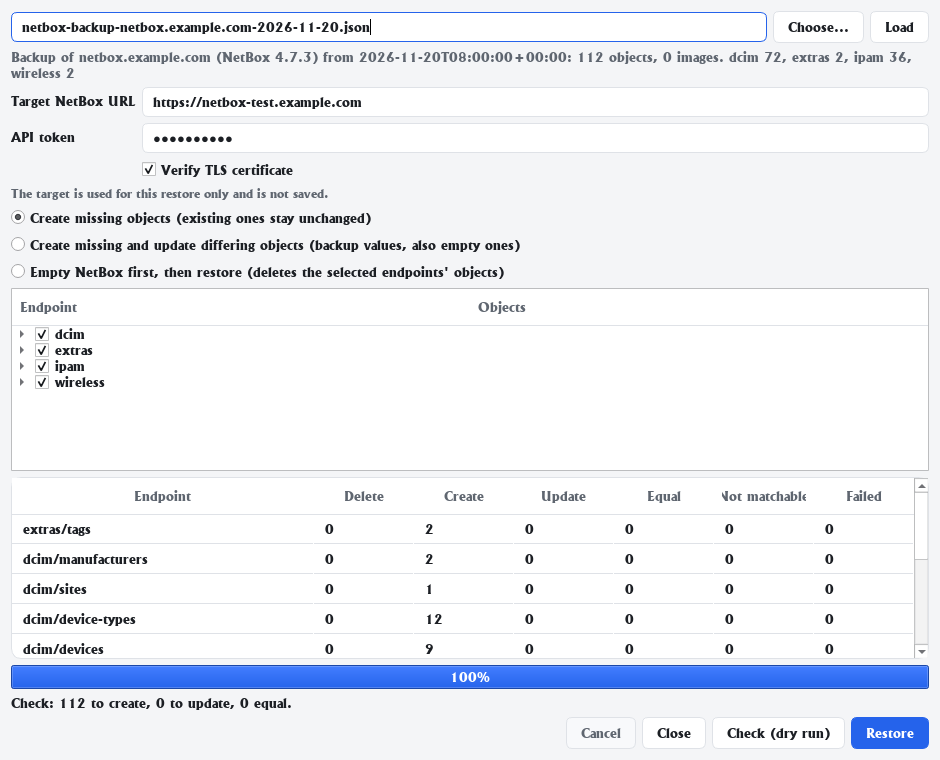 netbox-backup-netbox.example.com-2026-11-20.json
Choose...
Load
Backup of netbox.example.com (NetBox 4.7.3) from 2026-11-20T08:00:00+00:00: 112 objects, 0 images. dcim 72, extras 2, ipam 36,
wireless 2
Target NetBox URL
https://netbox-test.example.com
API token
●●●●●●●●●●
Verify TLS certificate
The target is used for this restore only and is not saved.
Create missing objects (existing ones stay unchanged)
Create missing and update differing objects (backup values, also empty ones)
Empty NetBox first, then restore (deletes the selected endpoints' objects)
Endpoint Objects
dcim
extras
ipam
wireless
Endpoint Delete Create Update Equal Not matchable Failed
extras/tags 0 2 0 0 0 0
dcim/manufacturers 0 2 0 0 0 0
dcim/sites 0 1 0 0 0 0
dcim/device-types 0 12 0 0 0 0
dcim/devices 0 9 0 0 0 0
100%
Check: 112 to create, 0 to update, 0 equal.
Cancel
Close
Check (dry run)
Restore